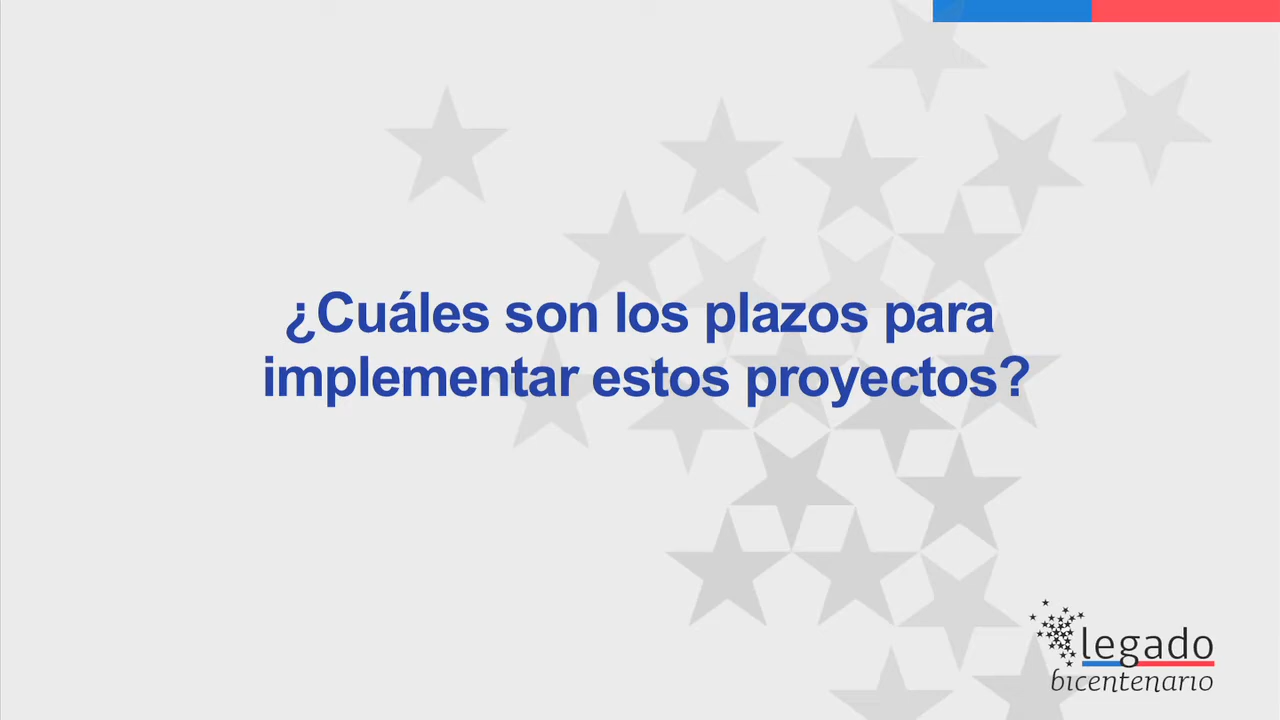 ¿Cuáles son los plazos para
implementar estos proyectos?
legado
bicentenario